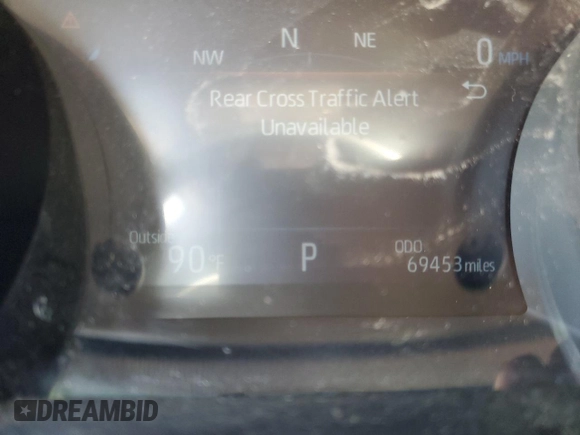 NW N NE
0 MPH
Rear Cross Traffic Alert
Unavailable
Outside
90°F
P
ODO
69453 miles
DREAMBID